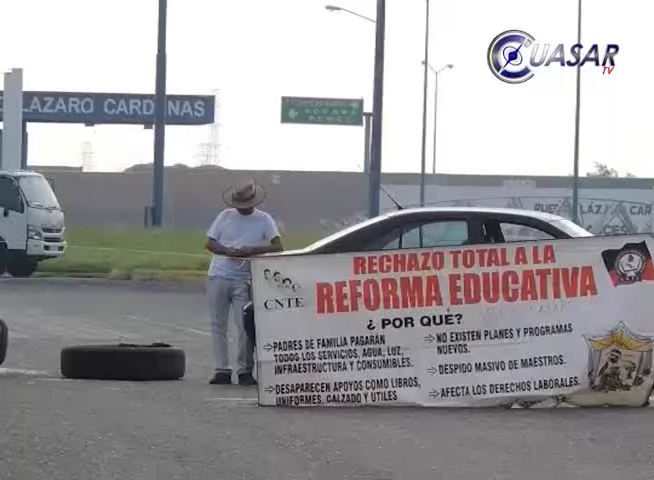 QUASAR
TV
LAZARO CARDENAS
RECHAZO TOTAL A LA
REFORMA EDUCATIVA
CNTE
¿ POR QUÉ?
⇒PADRES DE FAMILIA PAGARAN
TODOS LOS SERVICIOS, AGUA, LUZ,
INFRAESTRUCTURA Y CONSUMIBLES.
⇒DESAPARECEN APOYOS COMO LIBROS,
UNIFORMES, CALZADO Y UTILES
⇒NO EXISTEN PLANES Y PROGRAMAS
NUEVOS.
⇒DESPIDO MASIVO DE MAESTROS.
⇒AFECTA LOS DERECHOS LABORALES.